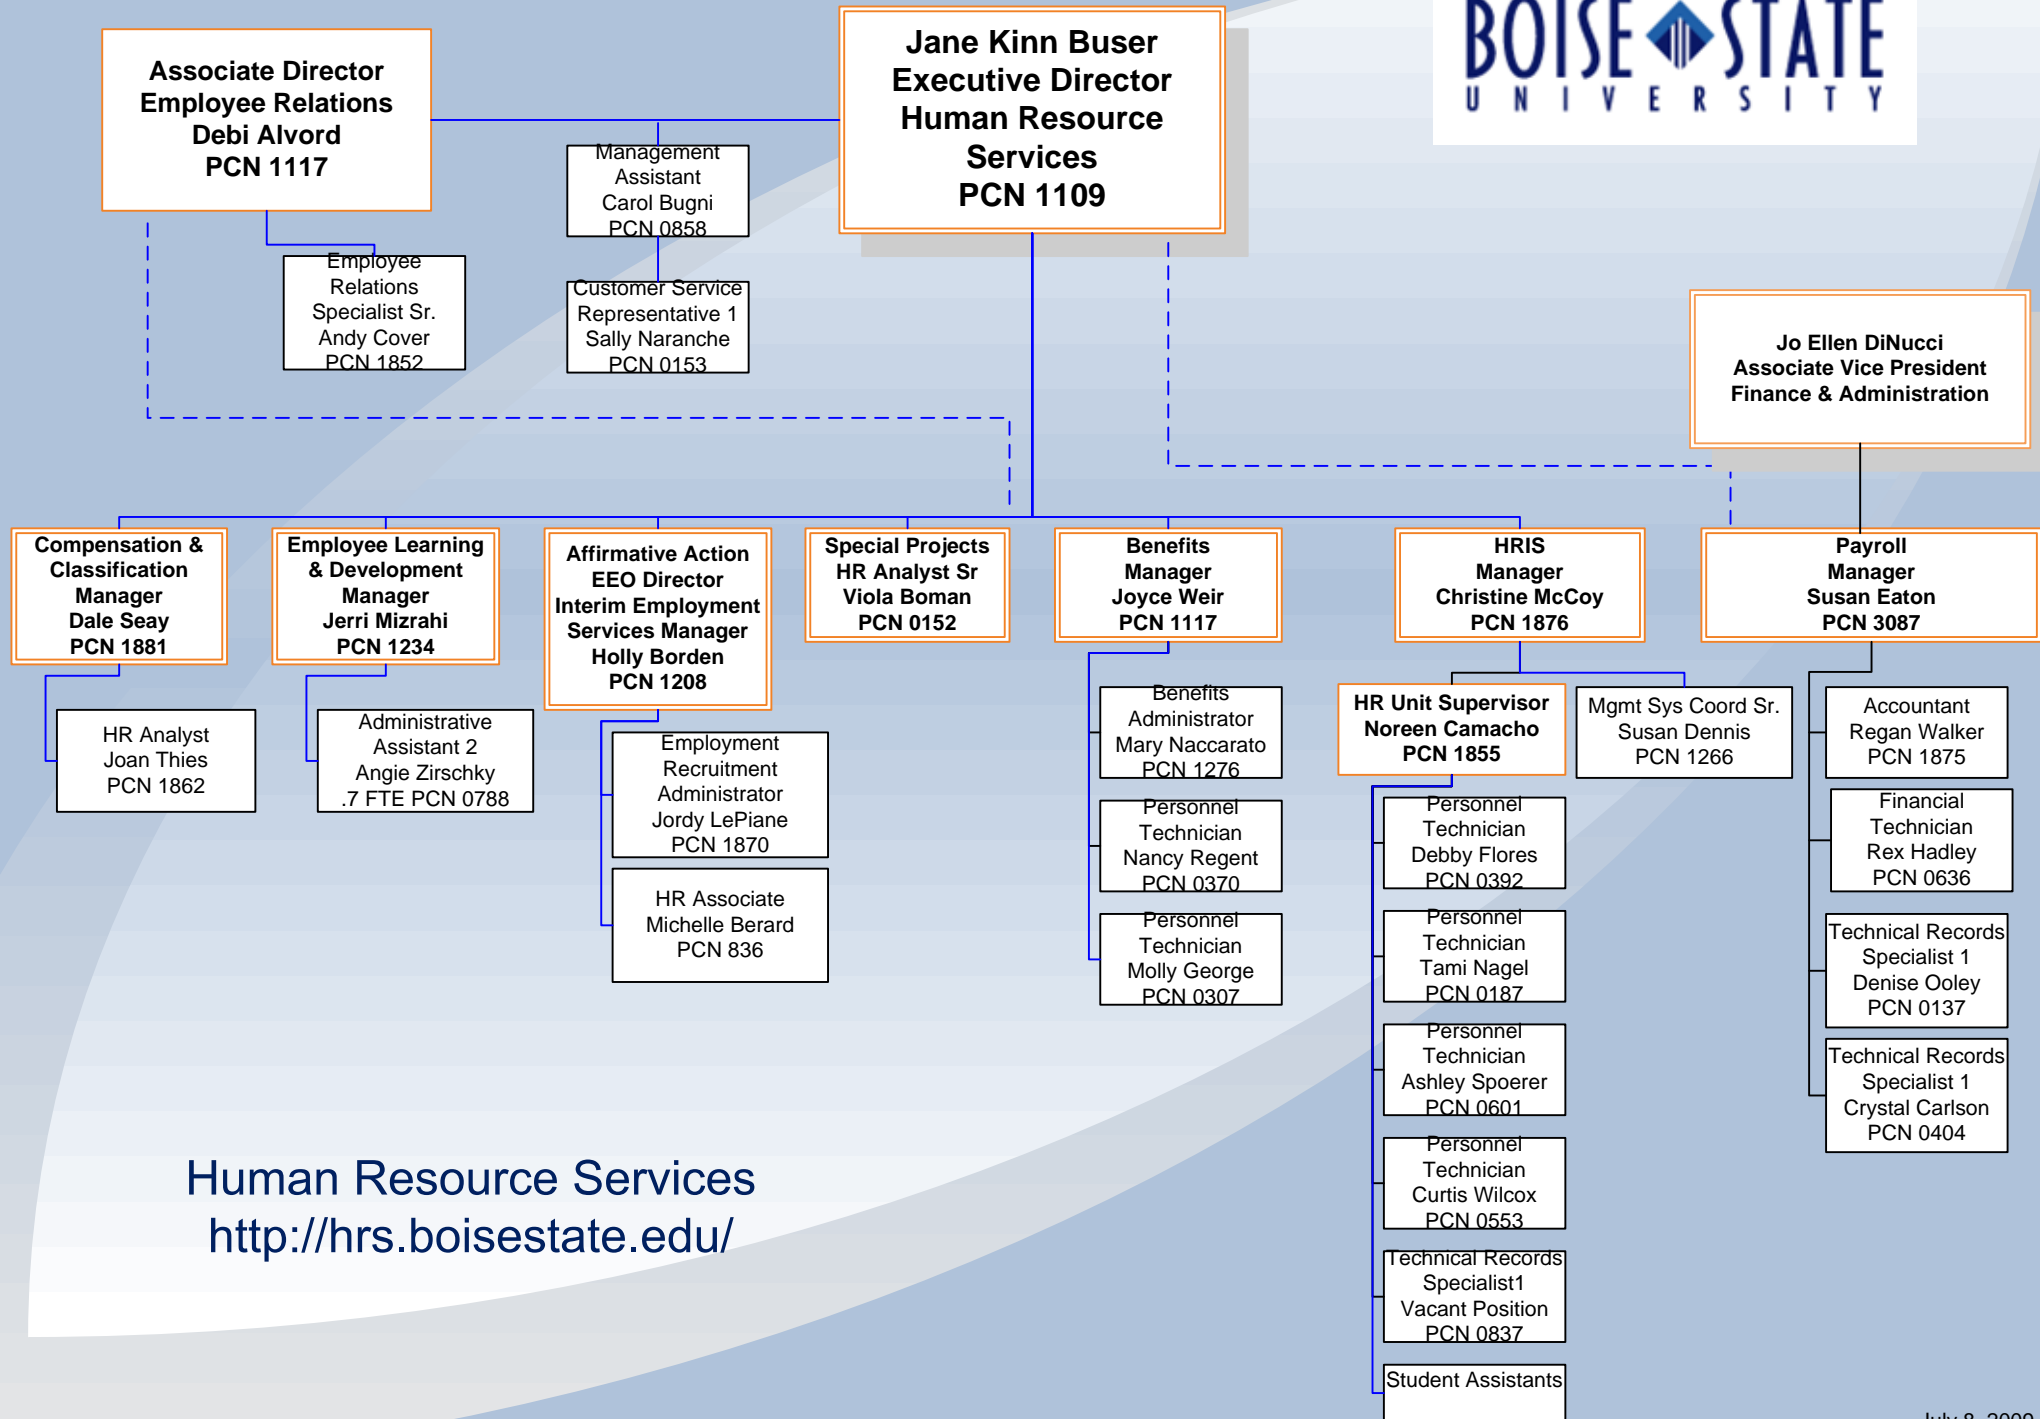 BOISE STATE
UNIVERSITY
Jane Kinn Buser
Executive Director
Human Resource
Services
PCN 1109
Associate Director
Employee Relations
Debi Alvord
PCN 1117
Management
Assistant
Carol Bugni
PCN 0858
Employee
Relations
Specialist Sr.
Andy Cover
PCN 1852
Customer Service
Representative 1
Sally Naranche
PCN 0153
Jo Ellen DiNucci
Associate Vice President
Finance & Administration
Compensation &
Classification
Manager
Dale Seay
PCN 1881
Employee Learning
& Development
Manager
Jerri Mizrahi
PCN 1234
Affirmative Action
EEO Director
Interim Employment
Services Manager
Holly Borden
PCN 1208
Special Projects
HR Analyst Sr
Viola Boman
PCN 0152
Benefits
Manager
Joyce Weir
PCN 1117
HRIS
Manager
Christine McCoy
PCN 1876
Payroll
Manager
Susan Eaton
PCN 3087
HR Analyst
Joan Thies
PCN 1862
Administrative
Assistant 2
Angie Zirschky
.7 FTE PCN 0788
Employment
Recruitment
Administrator
Jordy LePiane
PCN 1870
HR Associate
Michelle Berard
PCN 836
Benefits
Administrator
Mary Naccarato
PCN 1276
Personnel
Technician
Nancy Regent
PCN 0370
Personnel
Technician
Molly George
PCN 0307
HR Unit Supervisor
Noreen Camacho
PCN 1855
Mgmt Sys Coord Sr.
Susan Dennis
PCN 1266
Personnel
Technician
Debby Flores
PCN 0392
Personnel
Technician
Tami Nagel
PCN 0187
Personnel
Technician
Ashley Spoerer
PCN 0601
Personnel
Technician
Curtis Wilcox
PCN 0553
Technical Records
Specialist1
Vacant Position
PCN 0837
Student Assistants
Accountant
Regan Walker
PCN 1875
Financial
Technician
Rex Hadley
PCN 0636
Technical Records
Specialist 1
Denise Ooley
PCN 0137
Technical Records
Specialist 1
Crystal Carlson
PCN 0404
Human Resource Services
http://hrs.boisestate.edu/
July 8, 2009